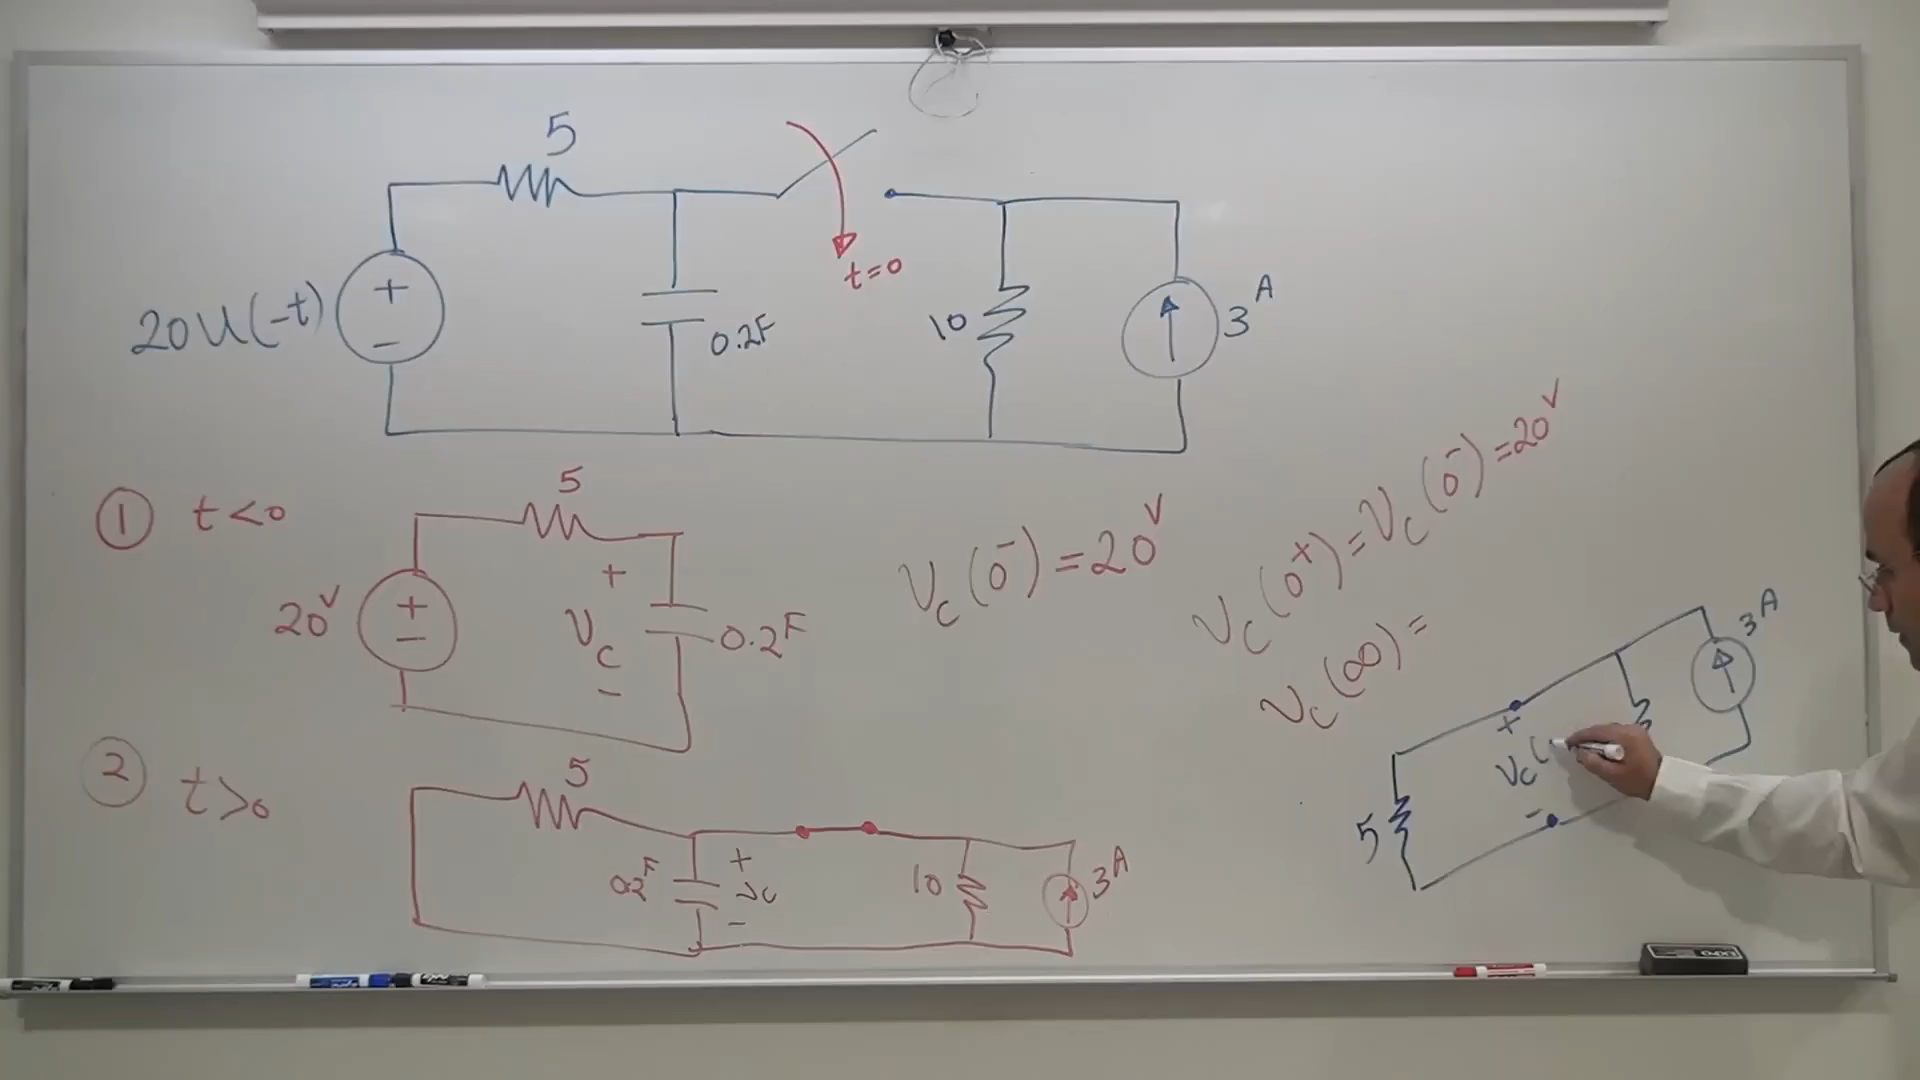 5
20u(-t)
+
-
0.2F
t=0
10
3A
① t<0
5
20V
+
-
+
Vc
-
0.2F
Vc(0-)=20V
Vc(0+)=Vc(0-)=20V
Vc(∞)=
② t>0
5
0.2F
+
Vc
-
10
3A
5
+
Vc(
-
3A